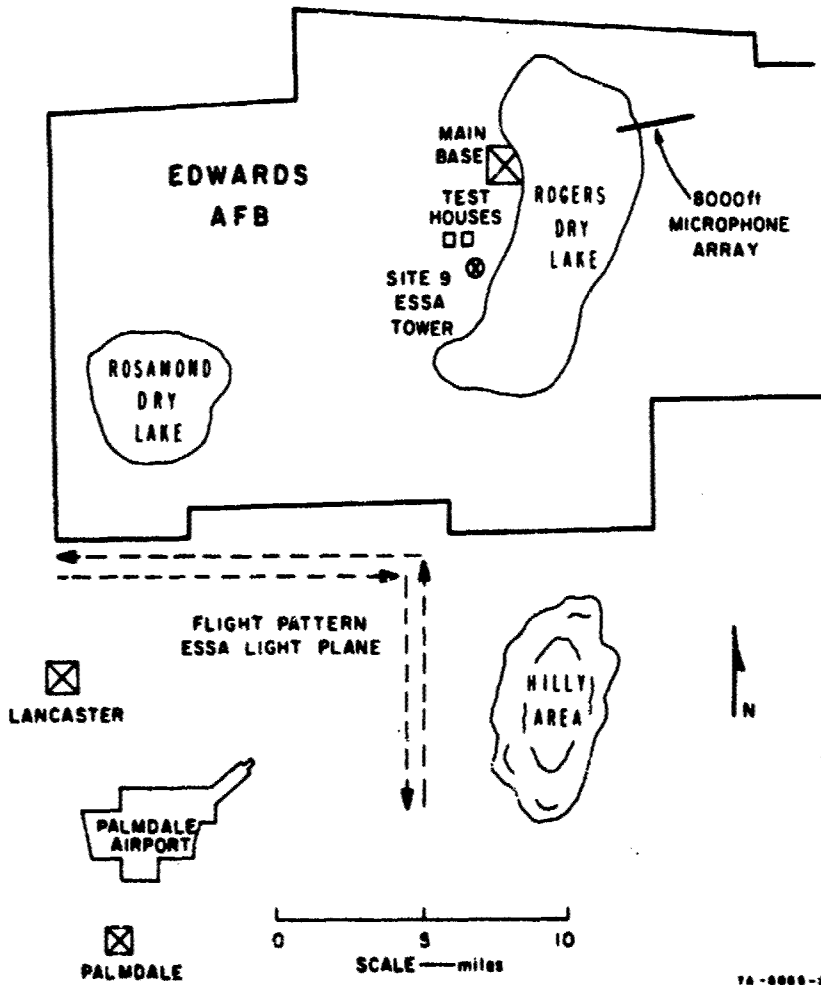 EDWARDS
AFB
MAIN
BASE
TEST
HOUSES
SITE 9
ESSA
TOWER
ROGERS
DRY
LAKE
8000ft
MICROPHONE
ARRAY
ROSAMOND
DRY
LAKE
FLIGHT PATTERN
ESSA LIGHT PLANE
LANCASTER
HILLY
AREA
N
PALMDALE
AIRPORT
PALMDALE
0 5 10
SCALE — miles